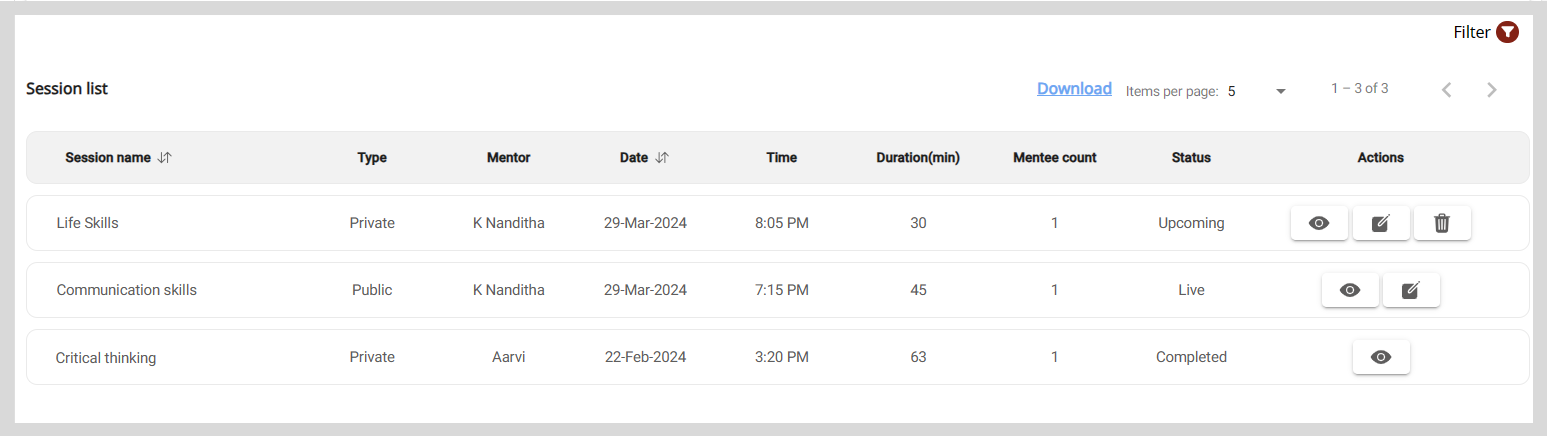 Filter
Session list Download Items per page: 5 1 – 3 of 3
Session name Type Mentor Date Time Duration(min) Mentee count Status Actions
Life Skills Private K Nanditha 29-Mar-2024 8:05 PM 30 1 Upcoming
Communication skills Public K Nanditha 29-Mar-2024 7:15 PM 45 1 Live
Critical thinking Private Aarvi 22-Feb-2024 3:20 PM 63 1 Completed